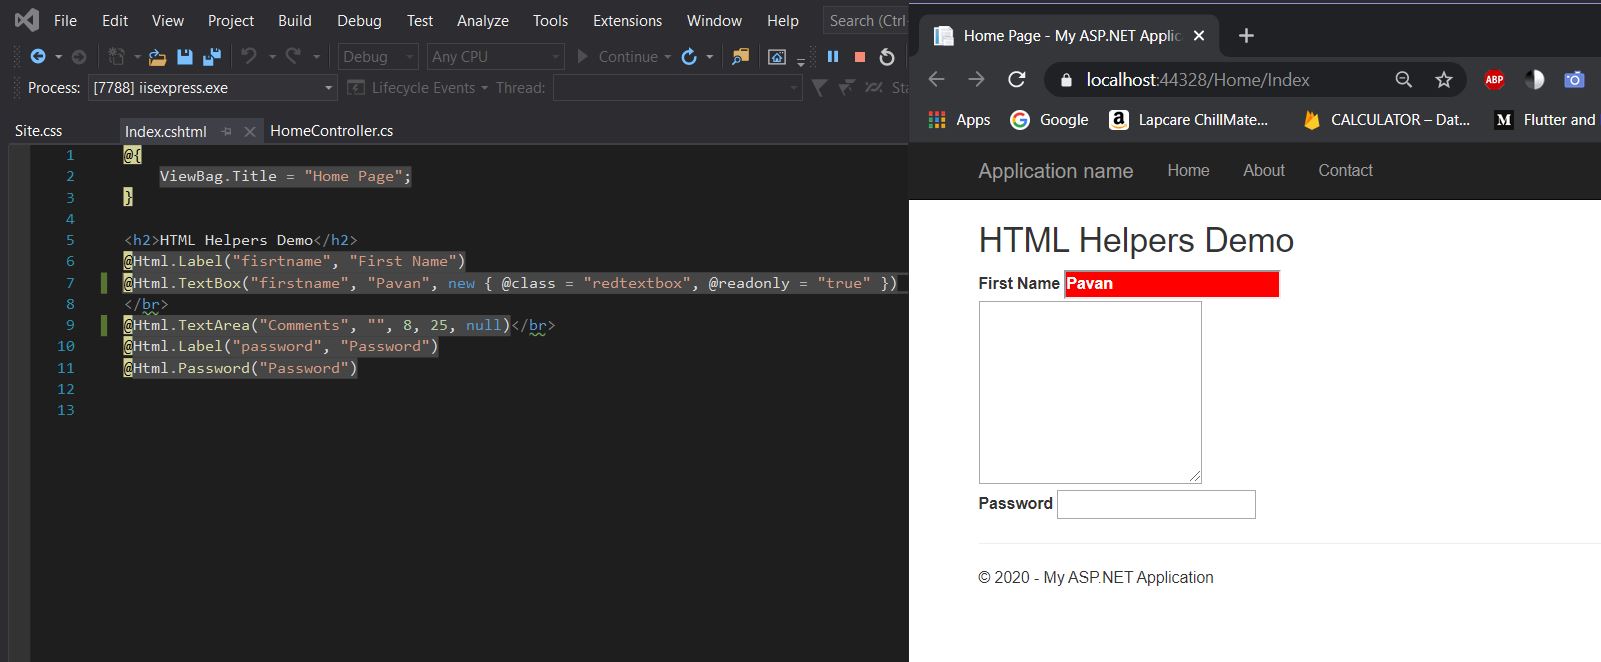 File Edit View Project Build Debug Test Analyze Tools Extensions Window Help Search (Ctrl
Debug Any CPU Continue
Process: [7788] iisexpress.exe Lifecycle Events Thread: Sta
Site.css Index.cshtml HomeController.cs
1 @{
2 ViewBag.Title = "Home Page";
3 }
4
5 <h2>HTML Helpers Demo</h2>
6 @Html.Label("fisrtname", "First Name")
7 @Html.TextBox("firstname", "Pavan", new { @class = "redtextbox", @readonly = "true" })
8 </br>
9 @Html.TextArea("Comments", "", 8, 25, null)</br>
10 @Html.Label("password", "Password")
11 @Html.Password("Password")
12
13
Home Page - My ASP.NET Applic
localhost:44328/Home/Index ABP
Apps Google Lapcare ChillMate... CALCULATOR – Dat... M Flutter and
Application name Home About Contact
HTML Helpers Demo
First Name Pavan
Password
© 2020 - My ASP.NET Application